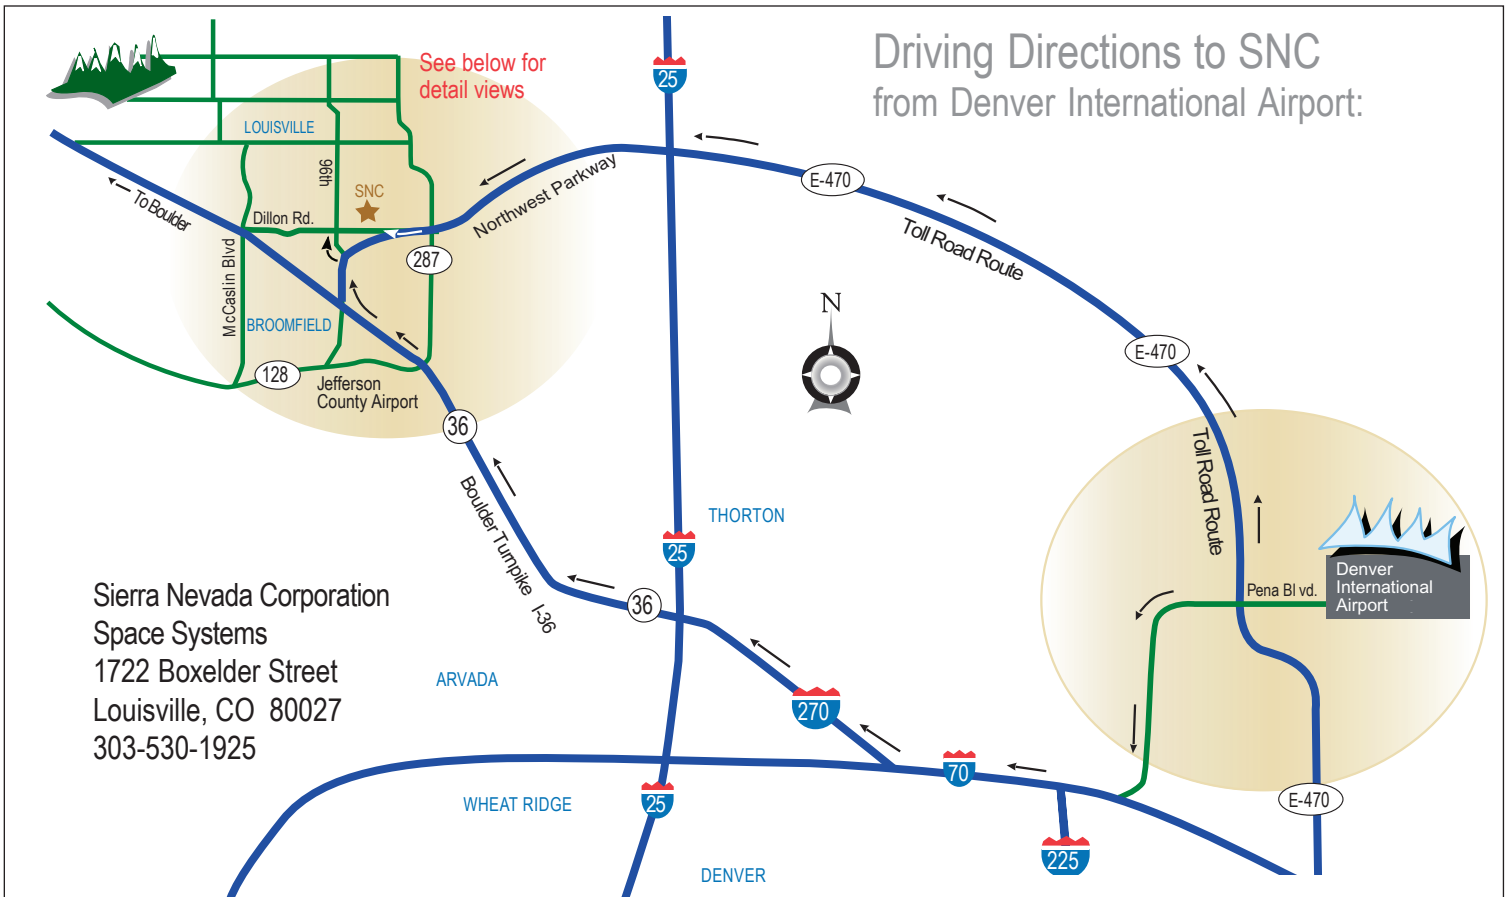 Driving Directions to SNC
from Denver International Airport:
See below for
detail views
25
LOUISVILLE
96th
SNC
To Boulder
Dillon Rd.
Northwest Parkway
E-470
Toll Road Route
287
McCaslin Blvd
BROOMFIELD
N
128
Jefferson
County Airport
E-470
36
Toll Road Route
Boulder Turnpike I-36
THORTON
25
Denver
International
Airport
Pena Bl vd.
36
Sierra Nevada Corporation
Space Systems
1722 Boxelder Street
Louisville, CO 80027
303-530-1925
ARVADA
270
70
WHEAT RIDGE
25
E-470
225
DENVER